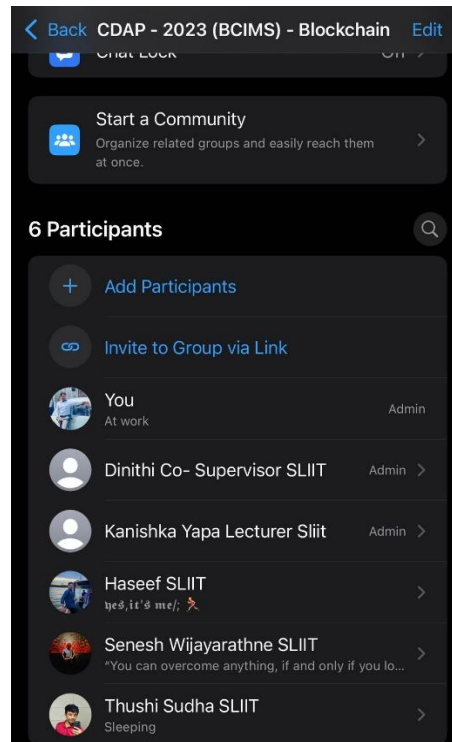 Back CDAP - 2023 (BCIMS) - Blockchain Edit
Chat Lock Off
Start a Community
Organize related groups and easily reach them
at once.
6 Participants
Add Participants
Invite to Group via Link
You
At work
Admin
Dinithi Co- Supervisor SLIIT Admin
Kanishka Yapa Lecturer Sliit Admin
Haseef SLIIT
𝖞𝖊𝖘,𝖎𝖙'𝖘 𝖒𝖊/; 🏃
Senesh Wijayarathne SLIIT
“You can overcome anything, if and only if you lo...
Thushi Sudha SLIIT
Sleeping